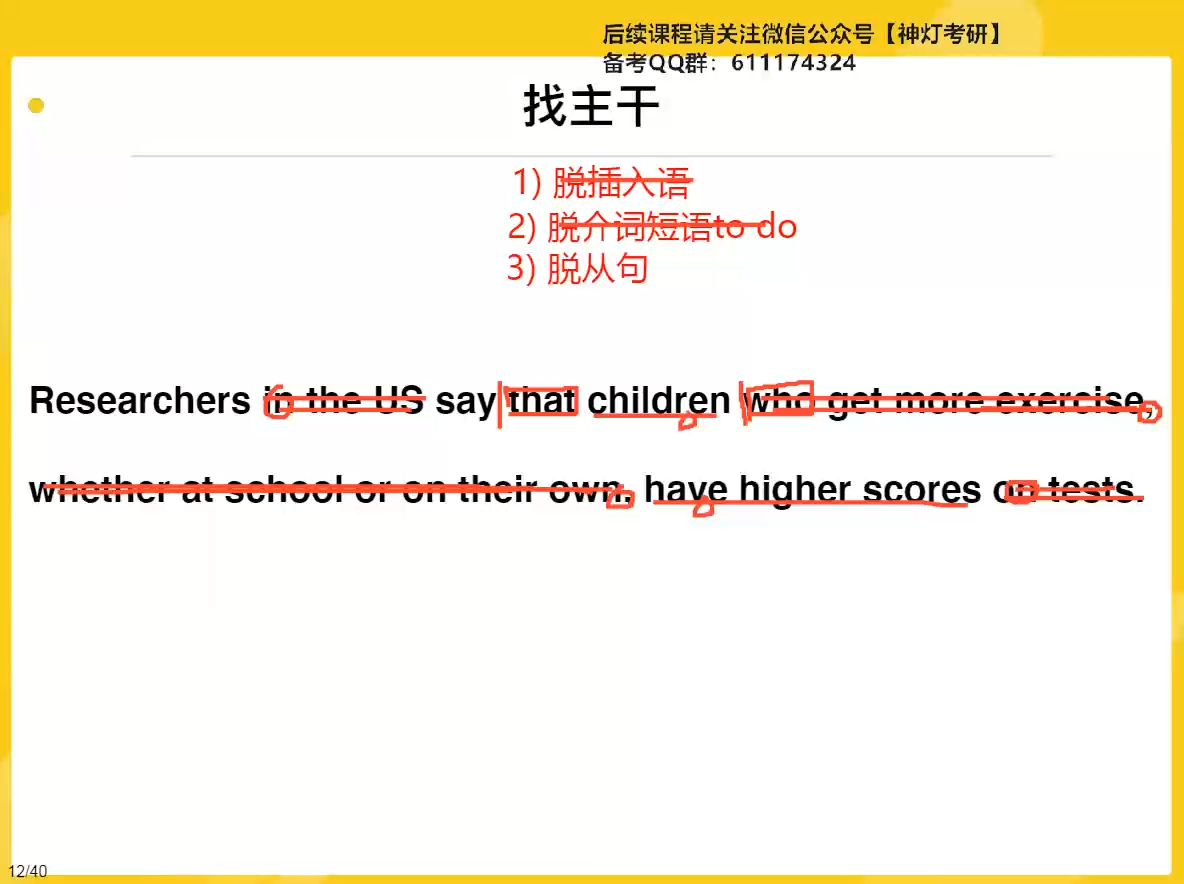 后续课程请关注微信公众号【神灯考研】
备考QQ群：611174324
找主干
1) 脱插入语
2) 脱介词短语to do
3) 脱从句
Researchers in the US say that children who get more exercise,
whether at school or on their own, have higher scores on tests.
12/40